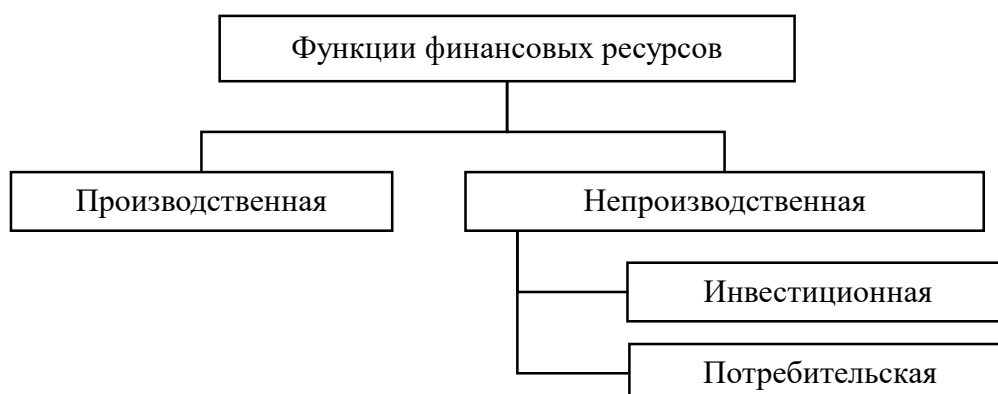 Функции финансовых ресурсов
Производственная
Непроизводственная
Инвестиционная
Потребительская